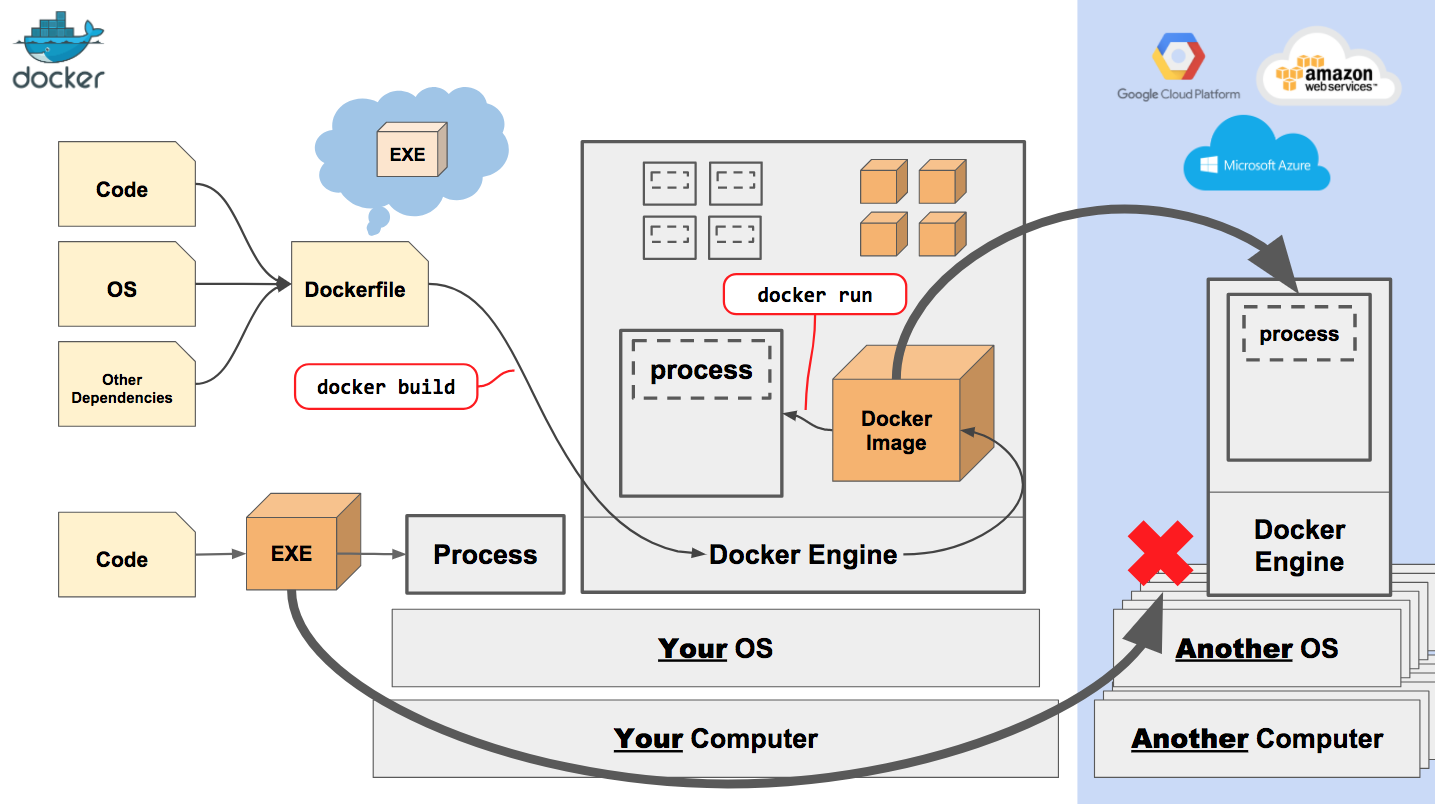 docker
Google Cloud Platform
amazon
web services™
Microsoft Azure
EXE
Code
OS
Other
Dependencies
Dockerfile
docker build
docker run
process
Docker
Image
process
Code
EXE
Process
Docker Engine
Docker
Engine
Your OS
Another OS
Your Computer
Another Computer